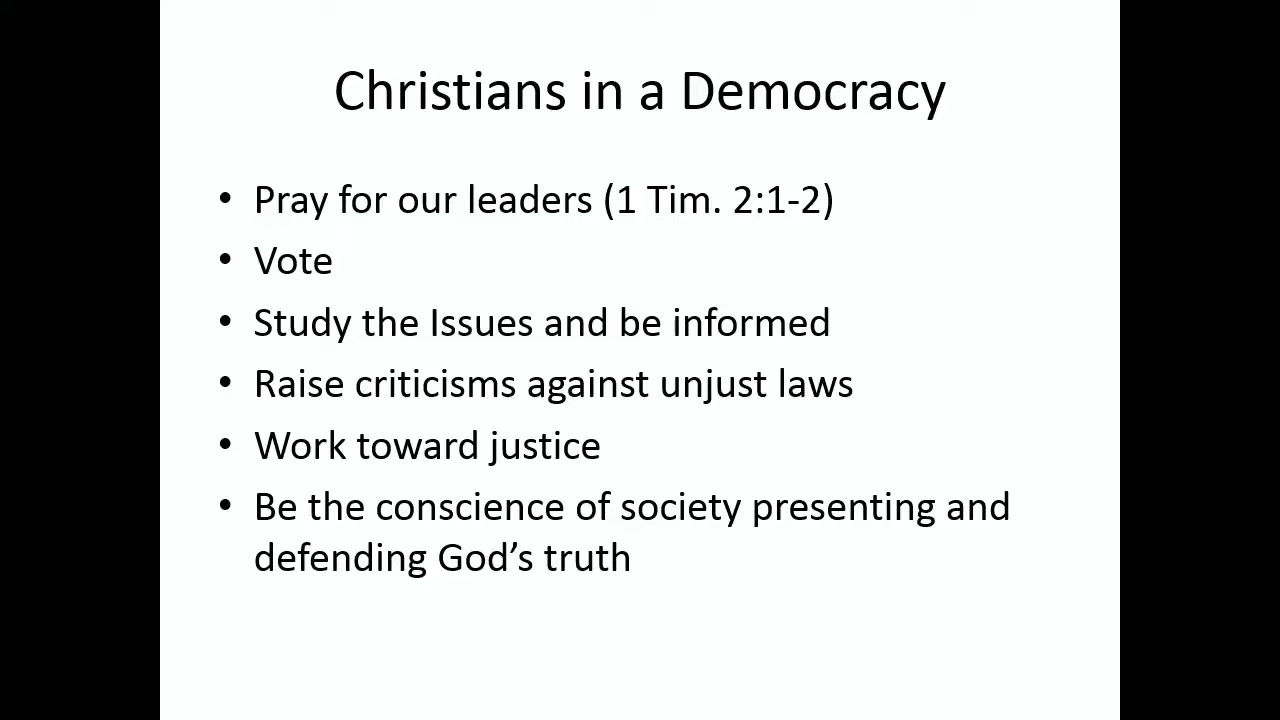 Christians in a Democracy
• Pray for our leaders (1 Tim. 2:1-2)
• Vote
• Study the Issues and be informed
• Raise criticisms against unjust laws
• Work toward justice
• Be the conscience of society presenting and
defending God’s truth